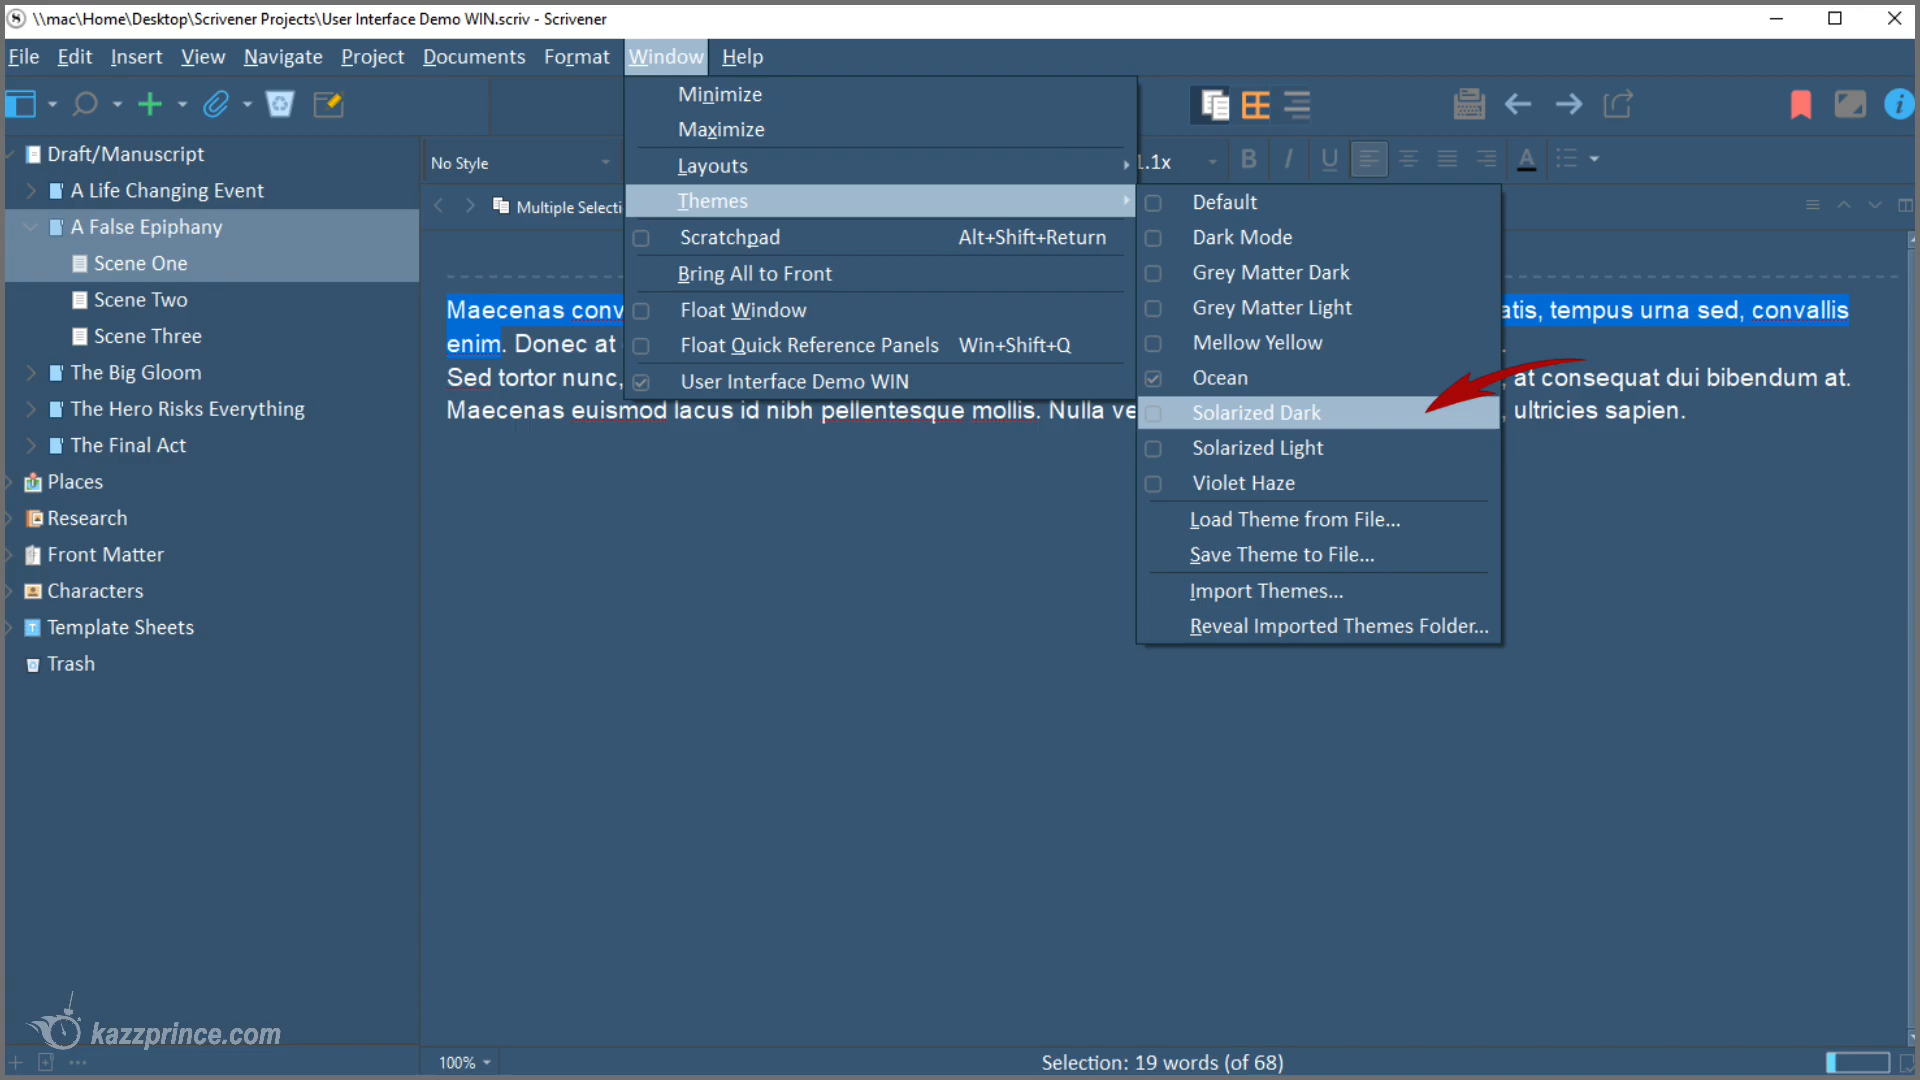 \\mac\Home\Desktop\Scrivener Projects\User Interface Demo WIN.scriv - Scrivener
File Edit Insert View Navigate Project Documents Format Window Help
Draft/Manuscript
A Life Changing Event
A False Epiphany
Scene One
Scene Two
Scene Three
The Big Gloom
The Hero Risks Everything
The Final Act
Places
Research
Front Matter
Characters
Template Sheets
Trash
Minimize
Maximize
Layouts
Themes
Scratchpad Alt+Shift+Return
Bring All to Front
Float Window
Float Quick Reference Panels Win+Shift+Q
User Interface Demo WIN
Default
Dark Mode
Grey Matter Dark
Grey Matter Light
Mellow Yellow
Ocean
Solarized Dark
Solarized Light
Violet Haze
Load Theme from File...
Save Theme to File...
Import Themes...
Reveal Imported Themes Folder...
No Style 1.1x B I U A
Multiple Selecti
Maecenas conv atis, tempus urna sed, convallis
enim. Donec at
Sed tortor nunc, at consequat dui bibendum at.
Maecenas euismod lacus id nibh pellentesque mollis. Nulla ve , ultricies sapien.
kazzprince.com
100% Selection: 19 words (of 68)